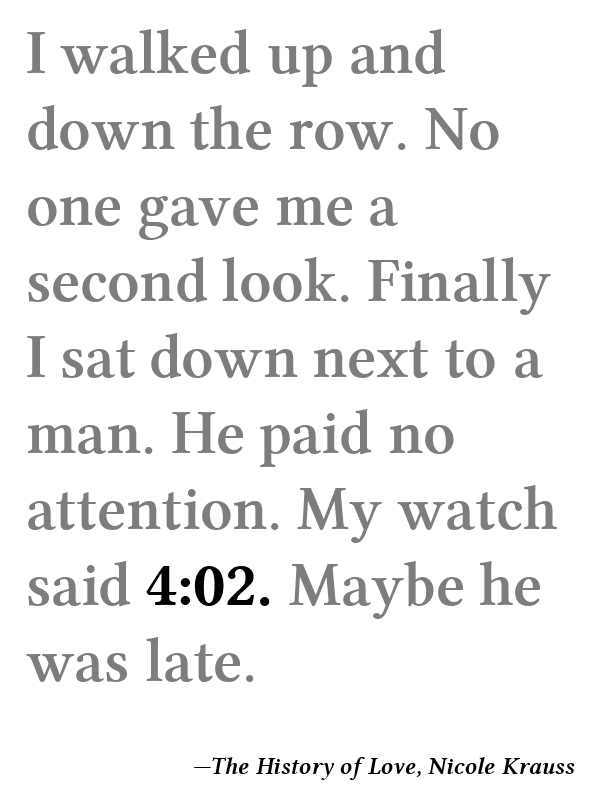 I walked up and
down the row. No
one gave me a
second look. Finally
I sat down next to a
man. He paid no
attention. My watch
said 4:02. Maybe he
was late.
—The History of Love, Nicole Krauss